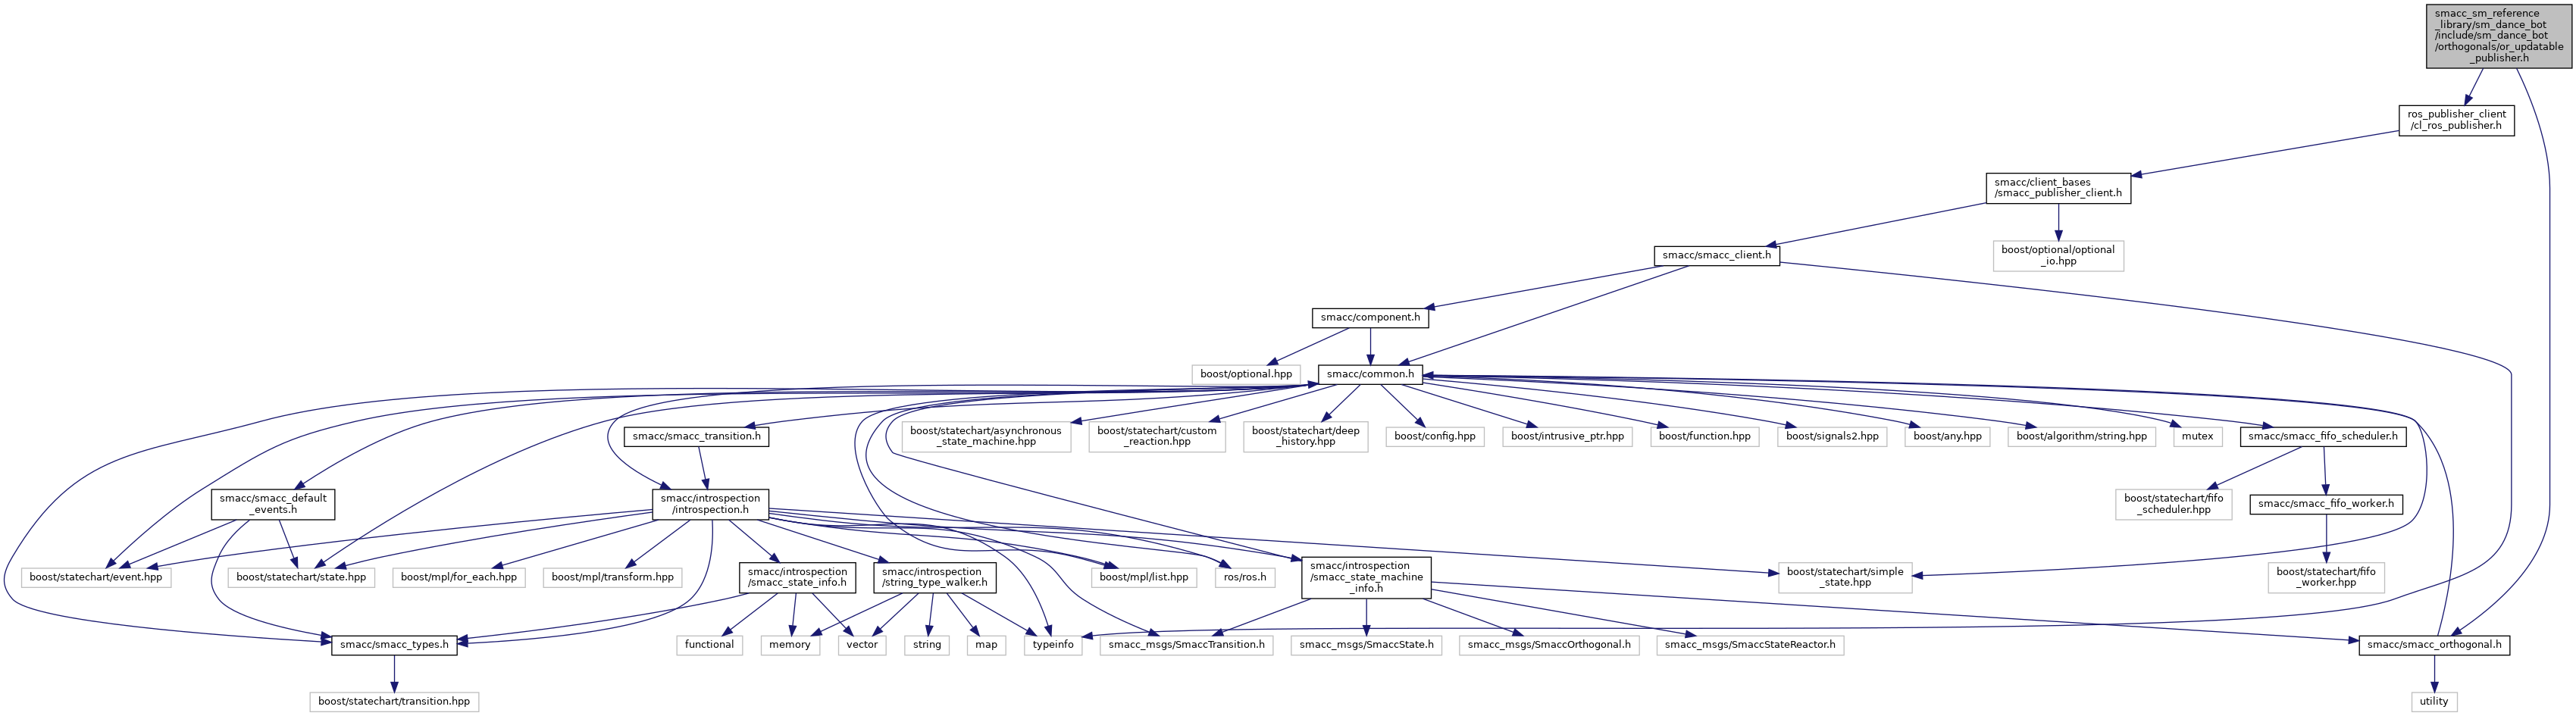 smacc_sm_reference
_library/sm_dance_bot
/include/sm_dance_bot
/orthogonals/or_updatable
_publisher.h
ros_publisher_client
/cl_ros_publisher.h
smacc/client_bases
/smacc_publisher_client.h
smacc/smacc_client.h
boost/optional/optional
_io.hpp
smacc/component.h
boost/optional.hpp
smacc/common.h
smacc/smacc_transition.h
boost/statechart/asynchronous
_state_machine.hpp
boost/statechart/custom
_reaction.hpp
boost/statechart/deep
_history.hpp
boost/config.hpp
boost/intrusive_ptr.hpp
boost/function.hpp
boost/signals2.hpp
boost/any.hpp
boost/algorithm/string.hpp
mutex
smacc/smacc_fifo_scheduler.h
smacc/smacc_default
_events.h
smacc/introspection
/introspection.h
boost/statechart/fifo
_scheduler.hpp
smacc/smacc_fifo_worker.h
boost/statechart/event.hpp
boost/statechart/state.hpp
boost/mpl/for_each.hpp
boost/mpl/transform.hpp
smacc/introspection
/smacc_state_info.h
smacc/introspection
/string_type_walker.h
boost/mpl/list.hpp
ros/ros.h
smacc/introspection
/smacc_state_machine
_info.h
boost/statechart/simple
_state.hpp
boost/statechart/fifo
_worker.hpp
smacc/smacc_types.h
functional
memory
vector
string
map
typeinfo
smacc_msgs/SmaccTransition.h
smacc_msgs/SmaccState.h
smacc_msgs/SmaccOrthogonal.h
smacc_msgs/SmaccStateReactor.h
smacc/smacc_orthogonal.h
boost/statechart/transition.hpp
utility